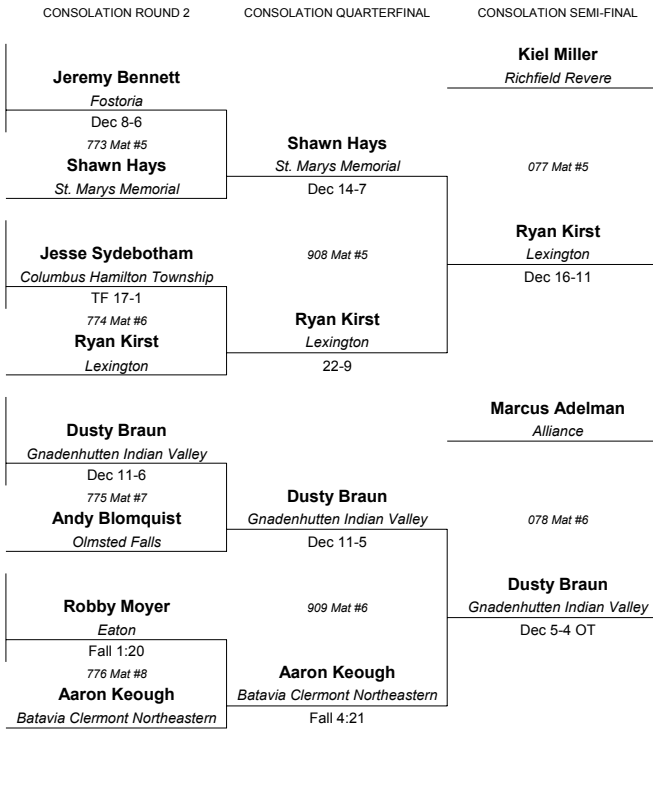 CONSOLATION ROUND 2
CONSOLATION QUARTERFINAL
CONSOLATION SEMI-FINAL
Jeremy Bennett
Fostoria
Dec 8-6
773 Mat #5
Shawn Hays
St. Marys Memorial
Jesse Sydebotham
Columbus Hamilton Township
TF 17-1
774 Mat #6
Ryan Kirst
Lexington
Dusty Braun
Gnadenhutten Indian Valley
Dec 11-6
775 Mat #7
Andy Blomquist
Olmsted Falls
Robby Moyer
Eaton
Fall 1:20
776 Mat #8
Aaron Keough
Batavia Clermont Northeastern
Shawn Hays
St. Marys Memorial
Dec 14-7
908 Mat #5
Ryan Kirst
Lexington
22-9
Dusty Braun
Gnadenhutten Indian Valley
Dec 11-5
909 Mat #6
Aaron Keough
Batavia Clermont Northeastern
Fall 4:21
Kiel Miller
Richfield Revere
077 Mat #5
Ryan Kirst
Lexington
Dec 16-11
Marcus Adelman
Alliance
078 Mat #6
Dusty Braun
Gnadenhutten Indian Valley
Dec 5-4 OT